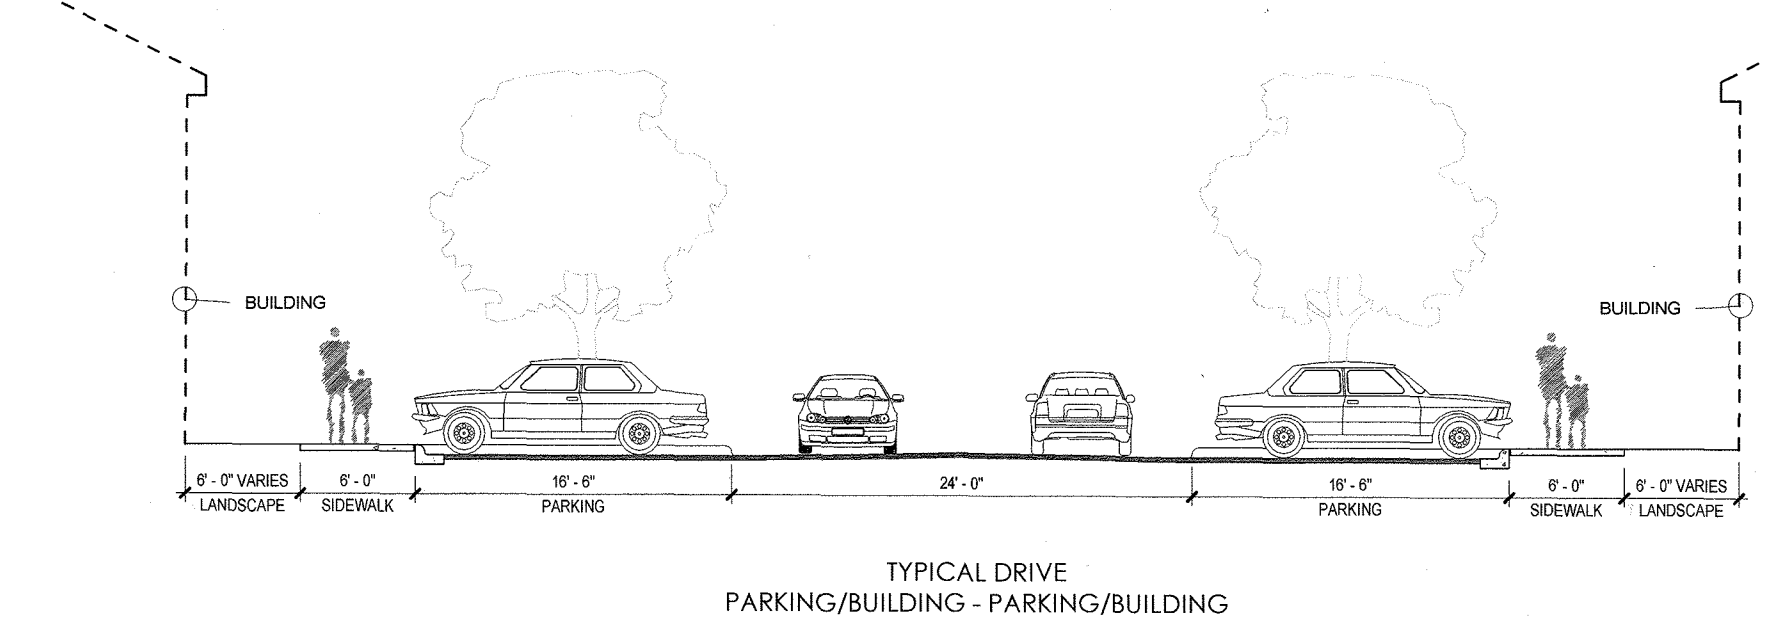 BUILDING
BUILDING
6' - 0" VARIES
6' - 0"
16' - 6"
24' - 0"
16' - 6"
6' - 0"
6' - 0" VARIES
LANDSCAPE
SIDEWALK
PARKING
PARKING
SIDEWALK
LANDSCAPE
TYPICAL DRIVE
PARKING/BUILDING - PARKING/BUILDING